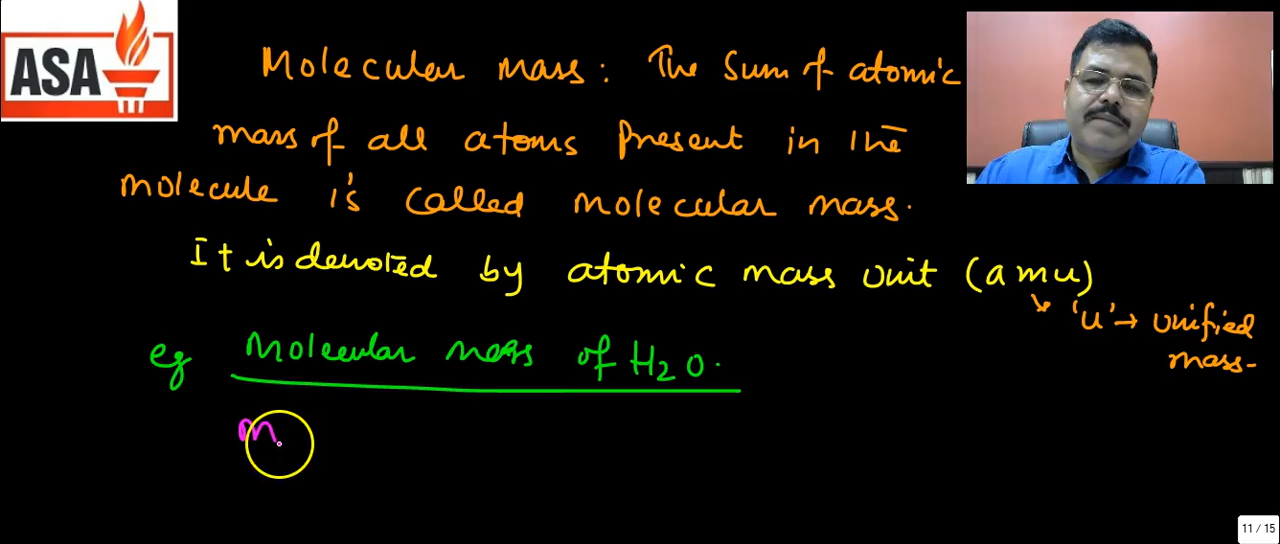 ASA
Molecular mass: The sum of atomic
mass of all atoms present in the
molecule is called molecular mass.
It is denoted by atomic mass unit (amu)
'u' → unified
mass-
eg Molecular mass of H2O.
m
11 / 15